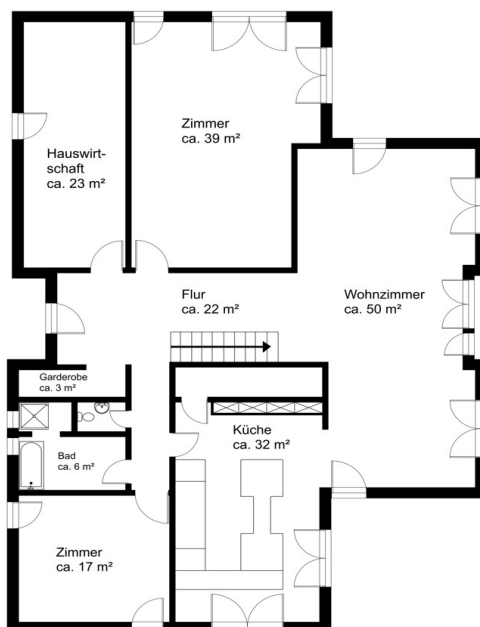 Zimmer
ca. 39 m²
Hauswirt-
schaft
ca. 23 m²
Flur
ca. 22 m²
Wohnzimmer
ca. 50 m²
Garderobe
ca. 3 m²
Küche
ca. 32 m²
Bad
ca. 6 m²
Zimmer
ca. 17 m²